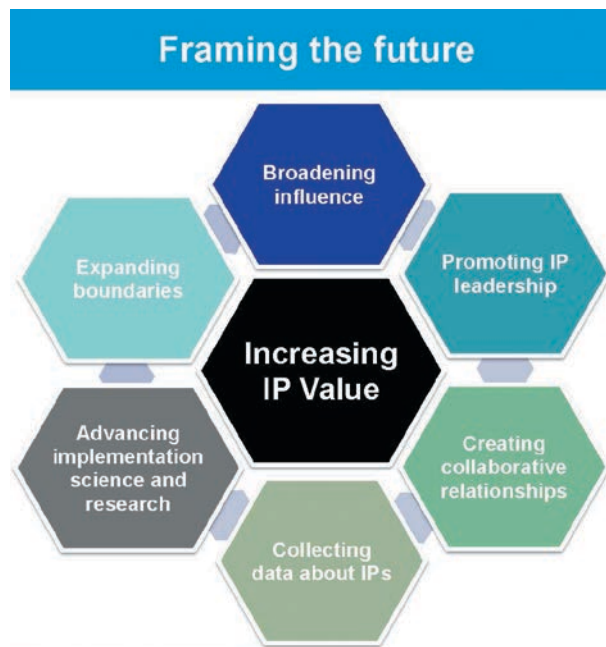 Framing the future
Broadening
influence
Promoting IP
leadership
Creating
collaborative
relationships
Collecting
data about IPs
Advancing
implementation
science and
research
Expanding
boundaries
Increasing
IP Value